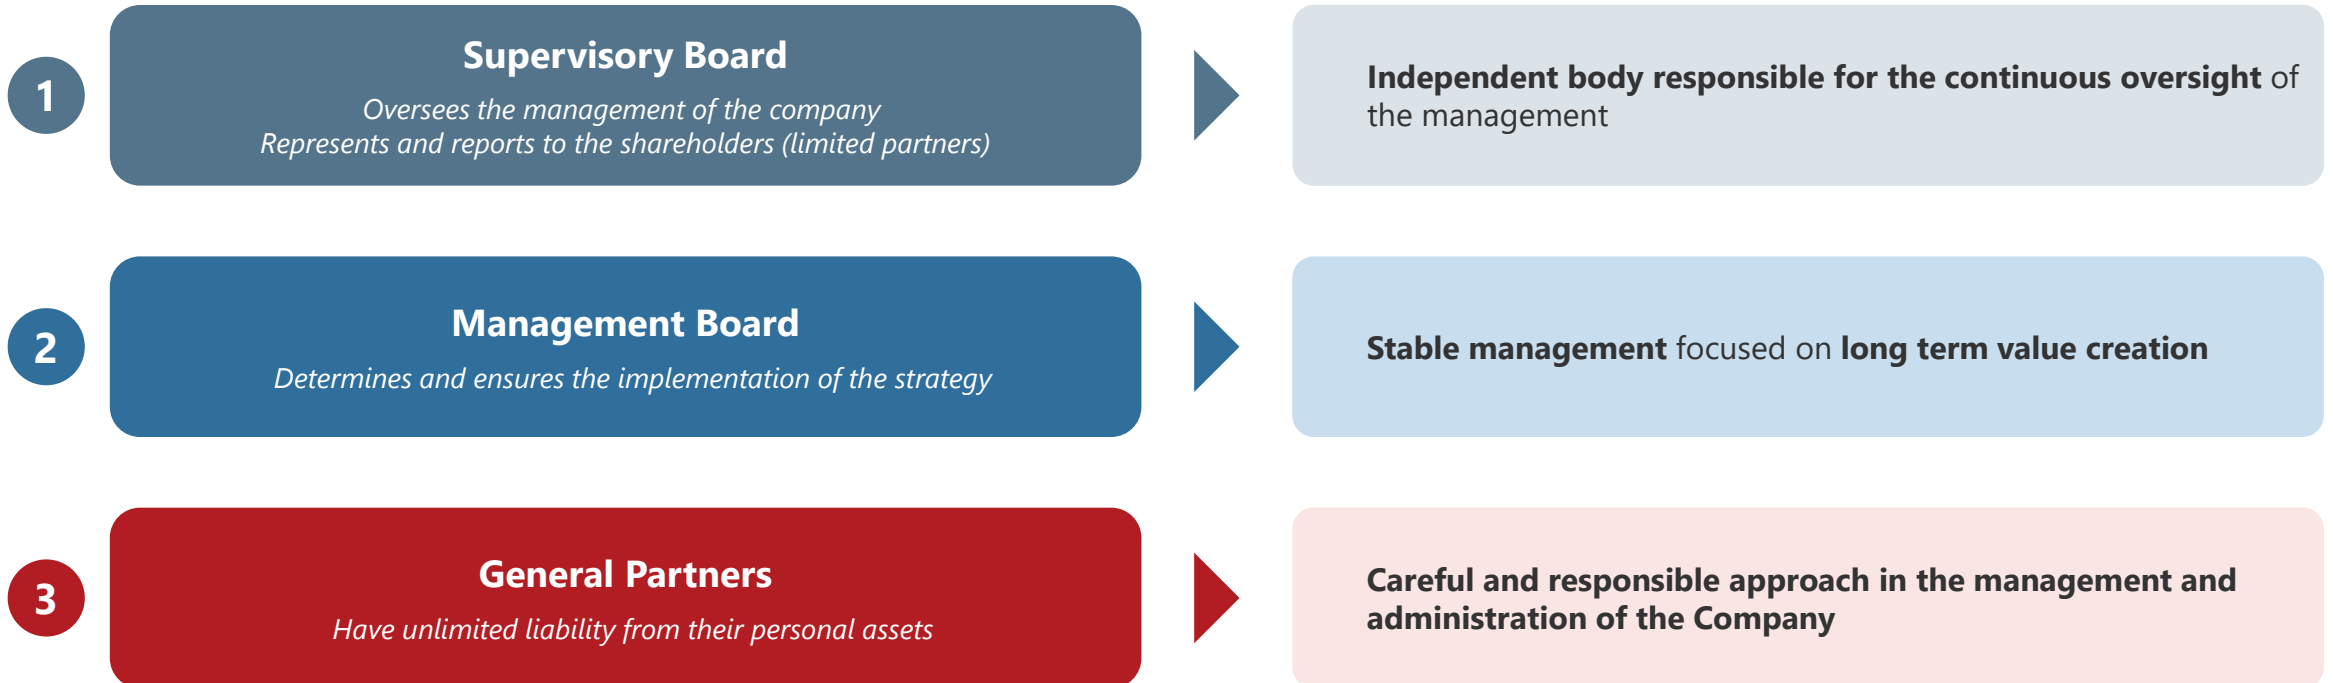 1
Supervisory Board
Oversees the management of the company
Represents and reports to the shareholders (limited partners)
Independent body responsible for the continuous oversight of
the management
2
Management Board
Determines and ensures the implementation of the strategy
Stable management focused on long term value creation
3
General Partners
Have unlimited liability from their personal assets
Careful and responsible approach in the management and
administration of the Company